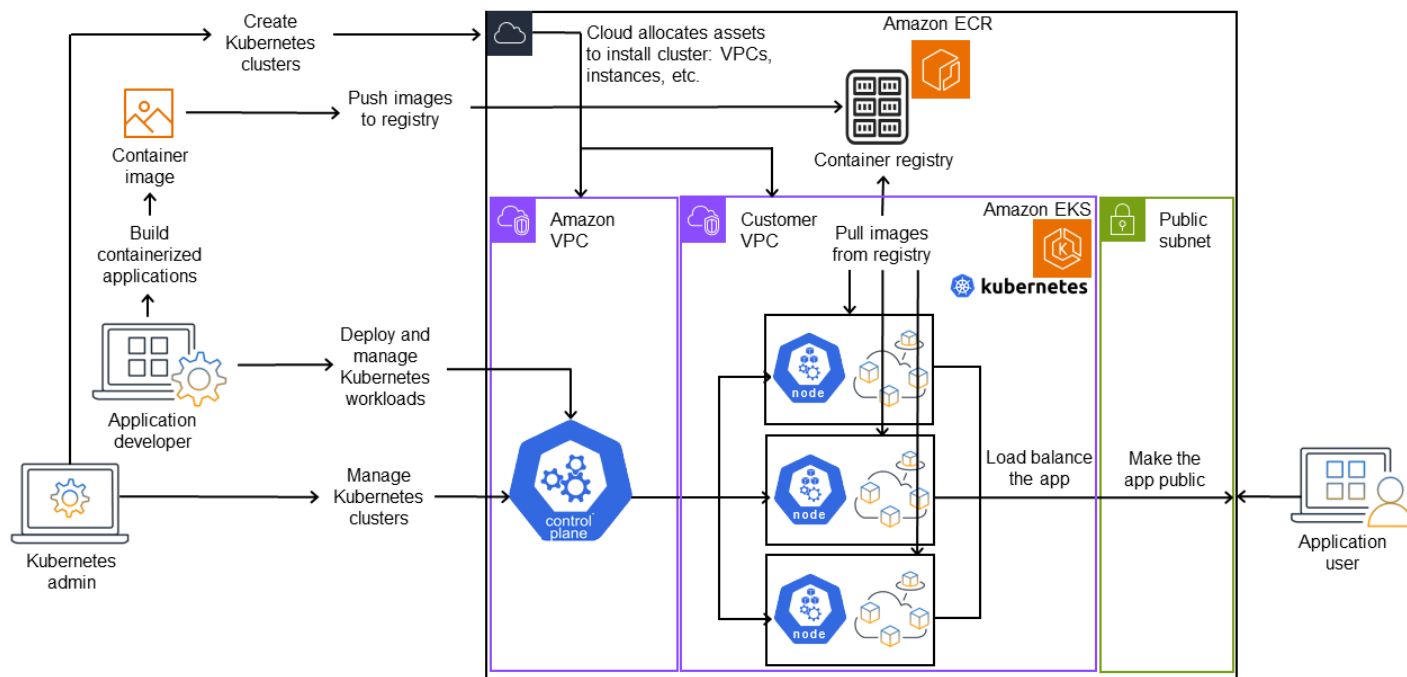 Create
Kubernetes
clusters
Cloud allocates assets
to install cluster: VPCs,
instances, etc.
Amazon ECR
Push images
to registry
Container
image
Container registry
Build
containerized
applications
Amazon
VPC
Customer
VPC
Amazon EKS
Public
subnet
Pull images
from registry
kubernetes
Deploy and
manage
Kubernetes
workloads
Application
developer
node
Manage
Kubernetes
clusters
control
plane
node
Load balance
the app
Make the
app public
Kubernetes
admin
Application
user
node